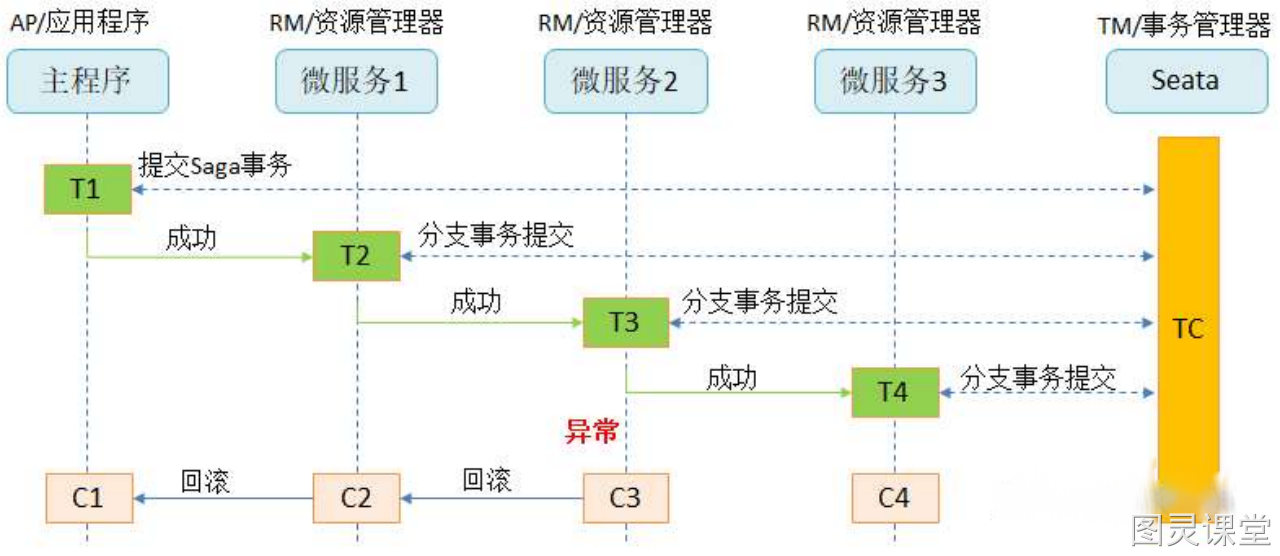 AP/应用程序 RM/资源管理器 RM/资源管理器 RM/资源管理器 TM/事务管理器
主程序 微服务1 微服务2 微服务3 Seata
提交Saga事务
T1
成功 分支事务提交
T2
成功 分支事务提交
T3 TC
成功 分支事务提交
T4
异常
回滚 回滚
C1 C2 C3 C4
图灵课堂